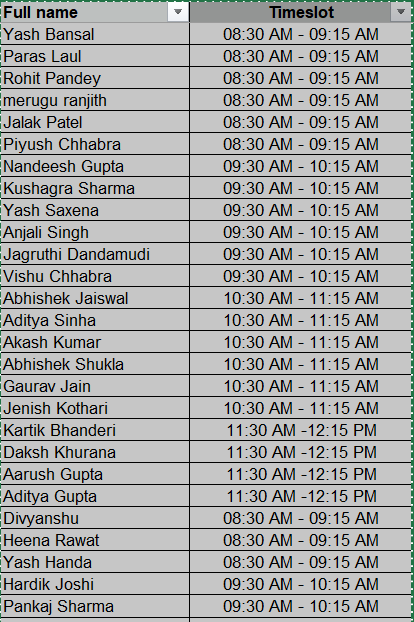 Full name Timeslot
Yash Bansal 08:30 AM - 09:15 AM
Paras Laul 08:30 AM - 09:15 AM
Rohit Pandey 08:30 AM - 09:15 AM
merugu ranjith 08:30 AM - 09:15 AM
Jalak Patel 08:30 AM - 09:15 AM
Piyush Chhabra 08:30 AM - 09:15 AM
Nandeesh Gupta 09:30 AM - 10:15 AM
Kushagra Sharma 09:30 AM - 10:15 AM
Yash Saxena 09:30 AM - 10:15 AM
Anjali Singh 09:30 AM - 10:15 AM
Jagruthi Dandamudi 09:30 AM - 10:15 AM
Vishu Chhabra 09:30 AM - 10:15 AM
Abhishek Jaiswal 10:30 AM - 11:15 AM
Aditya Sinha 10:30 AM - 11:15 AM
Akash Kumar 10:30 AM - 11:15 AM
Abhishek Shukla 10:30 AM - 11:15 AM
Gaurav Jain 10:30 AM - 11:15 AM
Jenish Kothari 10:30 AM - 11:15 AM
Kartik Bhanderi 11:30 AM -12:15 PM
Daksh Khurana 11:30 AM -12:15 PM
Aarush Gupta 11:30 AM -12:15 PM
Aditya Gupta 11:30 AM -12:15 PM
Divyanshu 08:30 AM - 09:15 AM
Heena Rawat 08:30 AM - 09:15 AM
Yash Handa 08:30 AM - 09:15 AM
Hardik Joshi 09:30 AM - 10:15 AM
Pankaj Sharma 09:30 AM - 10:15 AM